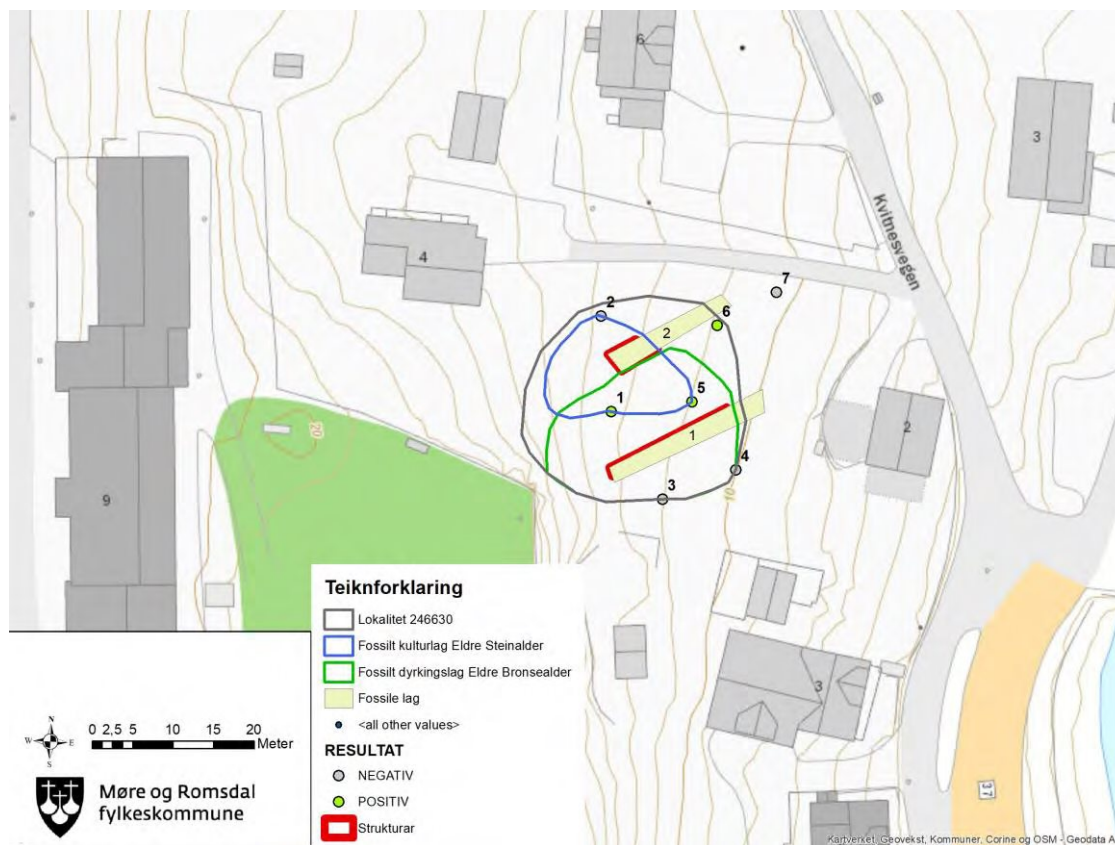 6
3
Kvitnesvegen
4
7
2
6
2
5
1
1
2
4
3
20
10
9
3
37
Teiknforklaring
Lokalitet 246630
Fossilt kulturlag Eldre Steinalder
Fossilt dyrkingslag Eldre Bronsealder
Fossile lag
<all other values>
RESULTAT
NEGATIV
POSITIV
Strukturar
N
W E
S
0 2,5 5 10 15 20
Meter
Møre og Romsdal
fylkeskommune
Kartverket, Geovekst, Kommuner, Corine og OSM - Geodata A